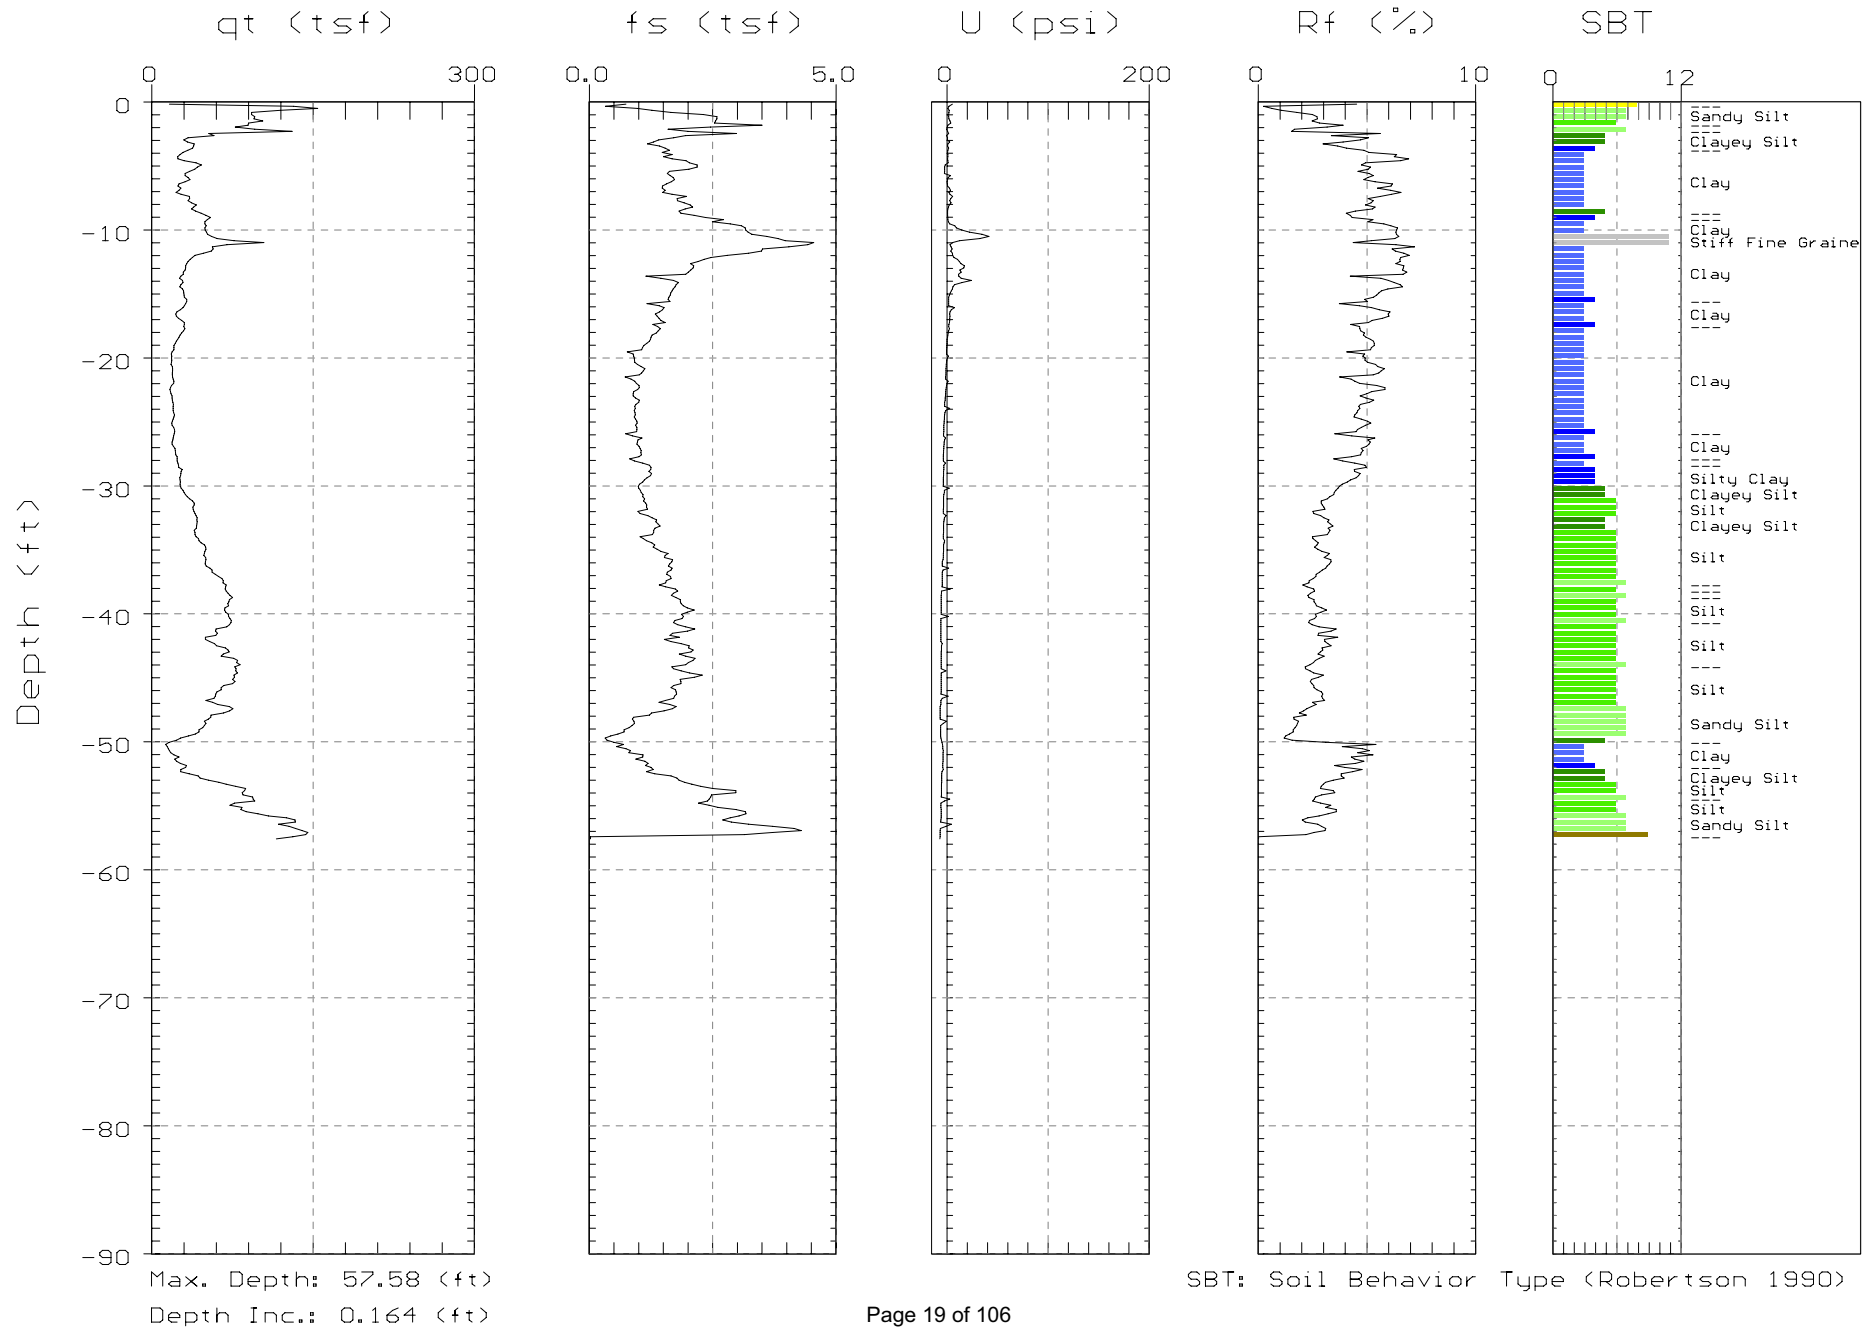 qt (tsf) fs (tsf) U (psi) Rf (%) SBT
0 300 0.0 5.0 0 200 0 10 0 12
0
---
Sandy Silt
---
---
Clayey Silt
---
Clay
---
---
-10
Clay
Stiff Fine Graine
Clay
---
Clay
---
-20
Clay
---
Clay
---
---
Silty Clay
-30
Clayey Silt
Silt
Clayey Silt
Depth (ft)
Silt
---
---
---
Silt
-40
---
Silt
---
Silt
Sandy Silt
-50
---
Clay
---
Clayey Silt
Silt
---
Silt
Sandy Silt
---
-60
-70
-80
-90
Max. Depth: 57.58 (ft)
SBT: Soil Behavior Type (Robertson 1990)
Depth Inc.: 0.164 (ft)
Page 19 of 106